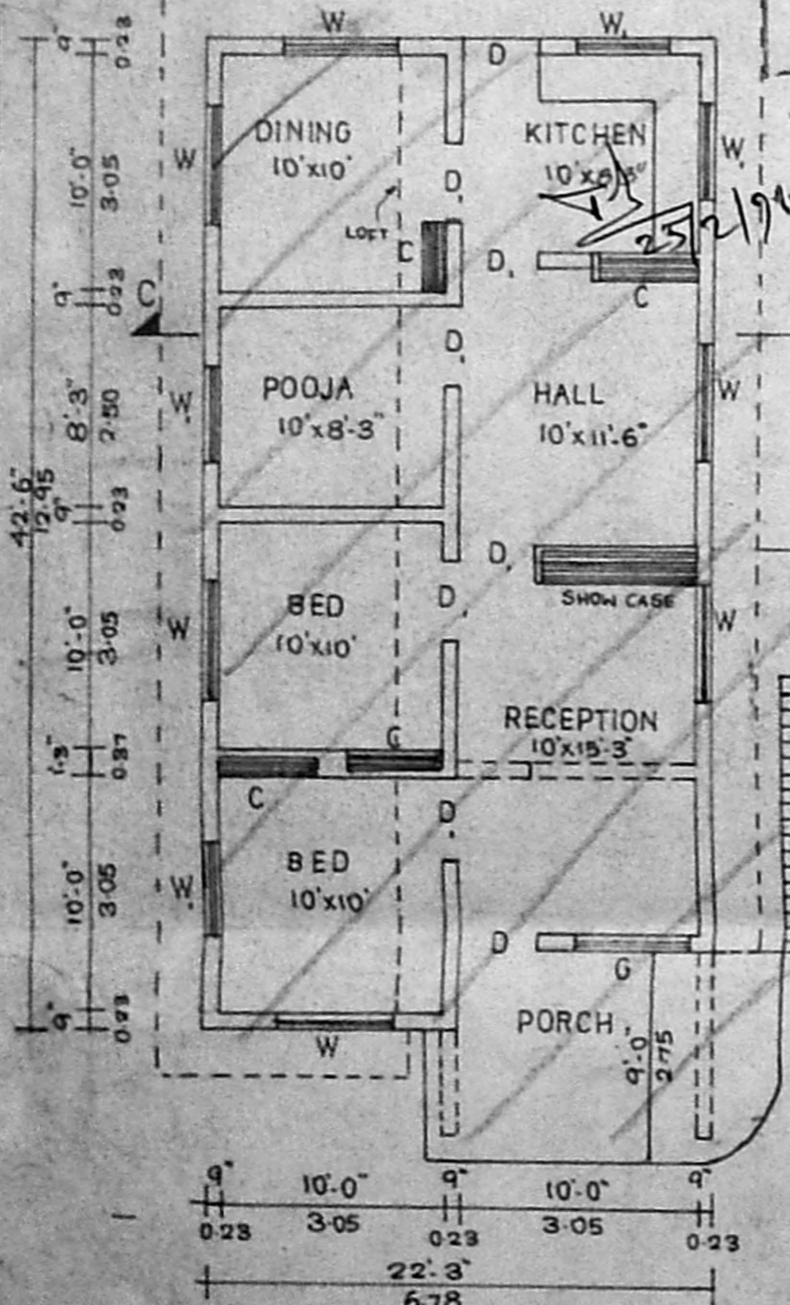 W
W.
D
9"
0.23
DINING
10'x10'
KITCHEN
W
W.
D.
10'-0"
3.05
LOFT
C
D.
C
9"
0.23
C
D.
POOJA
10'x8'-3"
HALL
10'x11'-6"
W.
W
8'-3"
2.50
42'-6"
12.95
9"
0.23
D.
SHOW CASE
BED
10'x10'
D.
W
W
10'-0"
3.05
RECEPTION
10'x15'-3"
1'-3"
0.37
C
C
D.
BED
10'x10'
W.
10'-0"
3.05
D
G
PORCH
9'-0
2.75
9"
0.23
W
9"
10'-0"
9"
10'-0"
9"
0.23
3.05
0.23
3.05
0.23
22'-3"
6.78